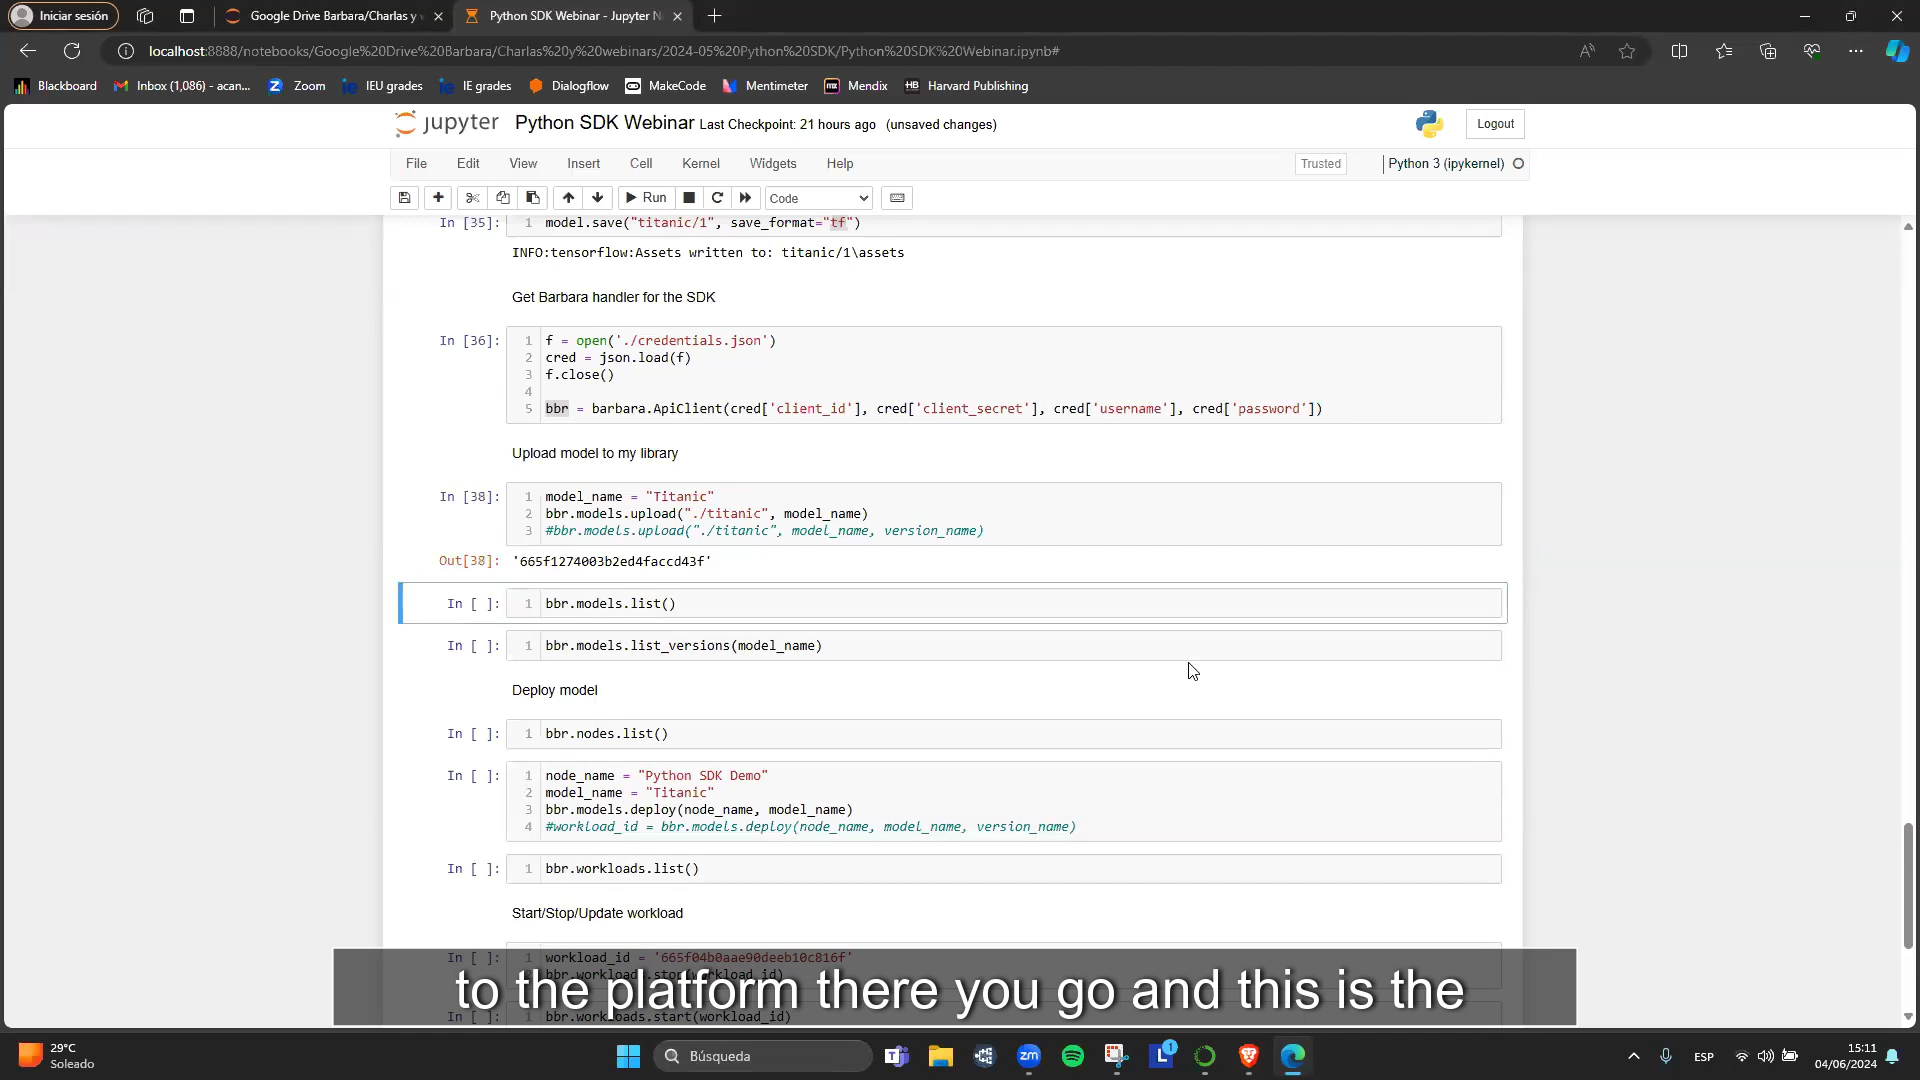 Iniciar sesión
Google Drive Barbara/Charlas y
Python SDK Webinar - Jupyter N
localhost:8888/notebooks/Google%20Drive%20Barbara/Charlas%20y%20webinars/2024-05%20Python%20SDK/Python%20SDK%20Webinar.ipynb#
Blackboard
Inbox (1,086) - acan...
Zoom
IEU grades
IE grades
Dialogflow
MakeCode
Mentimeter
Mendix
Harvard Publishing
jupyter Python SDK Webinar Last Checkpoint: 21 hours ago (unsaved changes)
Logout
File Edit View Insert Cell Kernel Widgets Help
Trusted
Python 3 (ipykernel)
Run
Code
In [35]: 1 model.save("titanic/1", save_format="tf")
INFO:tensorflow:Assets written to: titanic/1\assets
Get Barbara handler for the SDK
In [36]: 1 f = open('./credentials.json')
2 cred = json.load(f)
3 f.close()
4
5 bbr = barbara.ApiClient(cred['client_id'], cred['client_secret'], cred['username'], cred['password'])
Upload model to my library
In [38]: 1 model_name = "Titanic"
2 bbr.models.upload("./titanic", model_name)
3 #bbr.models.upload("./titanic", model_name, version_name)
Out[38]: '665f1274003b2ed4faccd43f'
In [ ]: 1 bbr.models.list()
In [ ]: 1 bbr.models.list_versions(model_name)
Deploy model
In [ ]: 1 bbr.nodes.list()
In [ ]: 1 node_name = "Python SDK Demo"
2 model_name = "Titanic"
3 bbr.models.deploy(node_name, model_name)
4 #workload_id = bbr.models.deploy(node_name, model_name, version_name)
In [ ]: 1 bbr.workloads.list()
Start/Stop/Update workload
In [ ]: 1 workload_id = '665f04b0aae90deeb10c816f'
bbr.workloads.stop(workload_id)
to the platform there you go and this is the
In [ ]: 1 bbr.workloads.start(workload_id)
29°C
Soleado
Búsqueda
1
ESP
15:11
04/06/2024